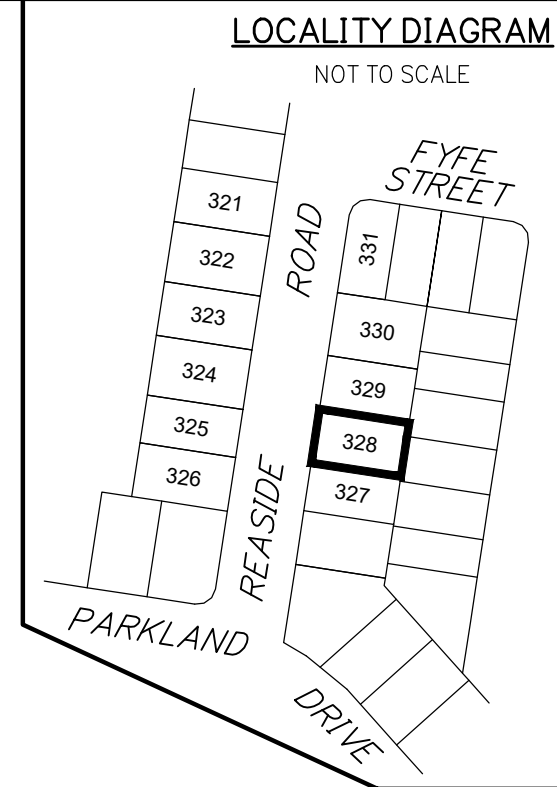 LOCALITY DIAGRAM
NOT TO SCALE
FYFE
STREET
321
322
323
324
325
326
ROAD
REASIDE
331
330
329
328
327
PARKLAND
DRIVE